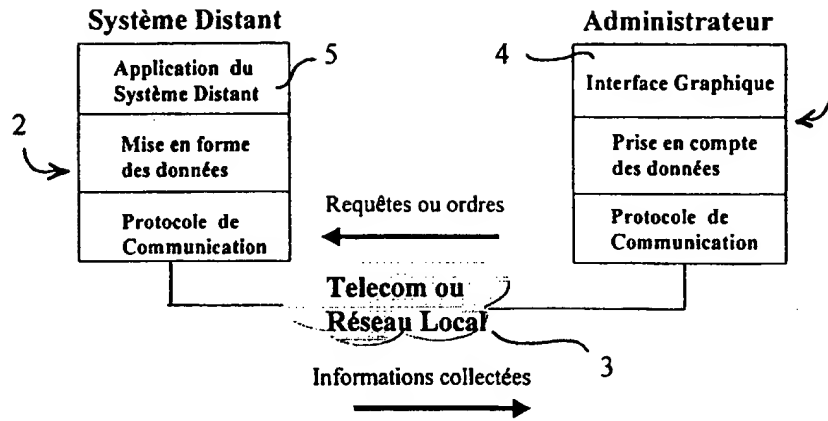 Système Distant
Application du
Système Distant
5
2
Mise en forme
des données
Protocole de
Communication
Administrateur
4
Interface Graphique
Prise en compte
des données
Protocole de
Communication
Requêtes ou ordres
Telecom ou
Réseau Local
3
Informations collectées